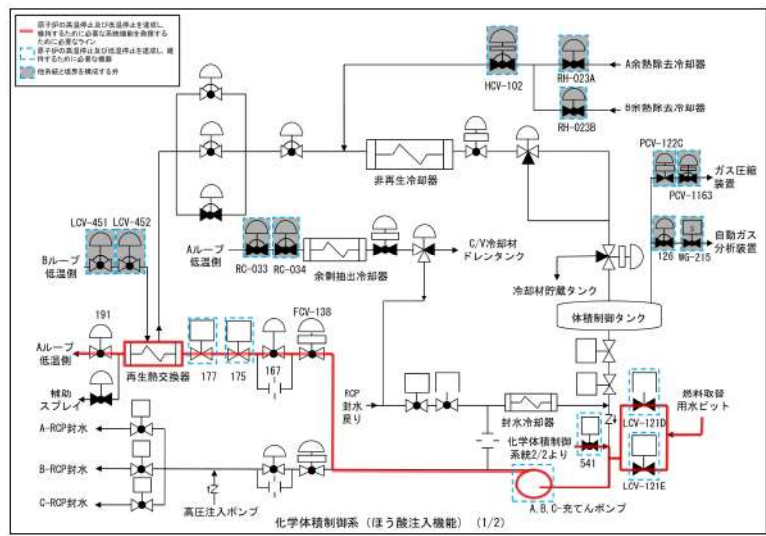 原子炉の高温停止及び低温停止を達成し、
維持するために必要な系統機能を発揮する
ために必要なライン
原子炉の高温停止及び低温停止を達成し、維
持するために必要な機器
他系統と境界を構成する弁
HCV-102
RH-023A
A余熱除去冷却器
RH-023B
B余熱除去冷却器
非再生冷却器
PCV-122C
PCV-1163
ガス圧縮
装置
LCV-451
LCV-452
Bループ
低温側
Aループ
低温側
RC-033
RC-034
余剰抽出冷却器
C/V冷却材
ドレンタンク
126
WG-215
自動ガス
分析装置
S
冷却材貯蔵タンク
体積制御タンク
191
Aループ
低温側
再生熱交換器
177
175
167
FCV-138
補助
スプレイ
RCP
封水
戻り
封水冷却器
燃料取替
用水ピット
LCV-121D
LCV-121E
化学体積制御
系統2/2より
541
A-RCP封水
B-RCP封水
C-RCP封水
高圧注入ポンプ
A,B,C-充てんポンプ
化学体積制御系（ほう酸注入機能）（1/2）